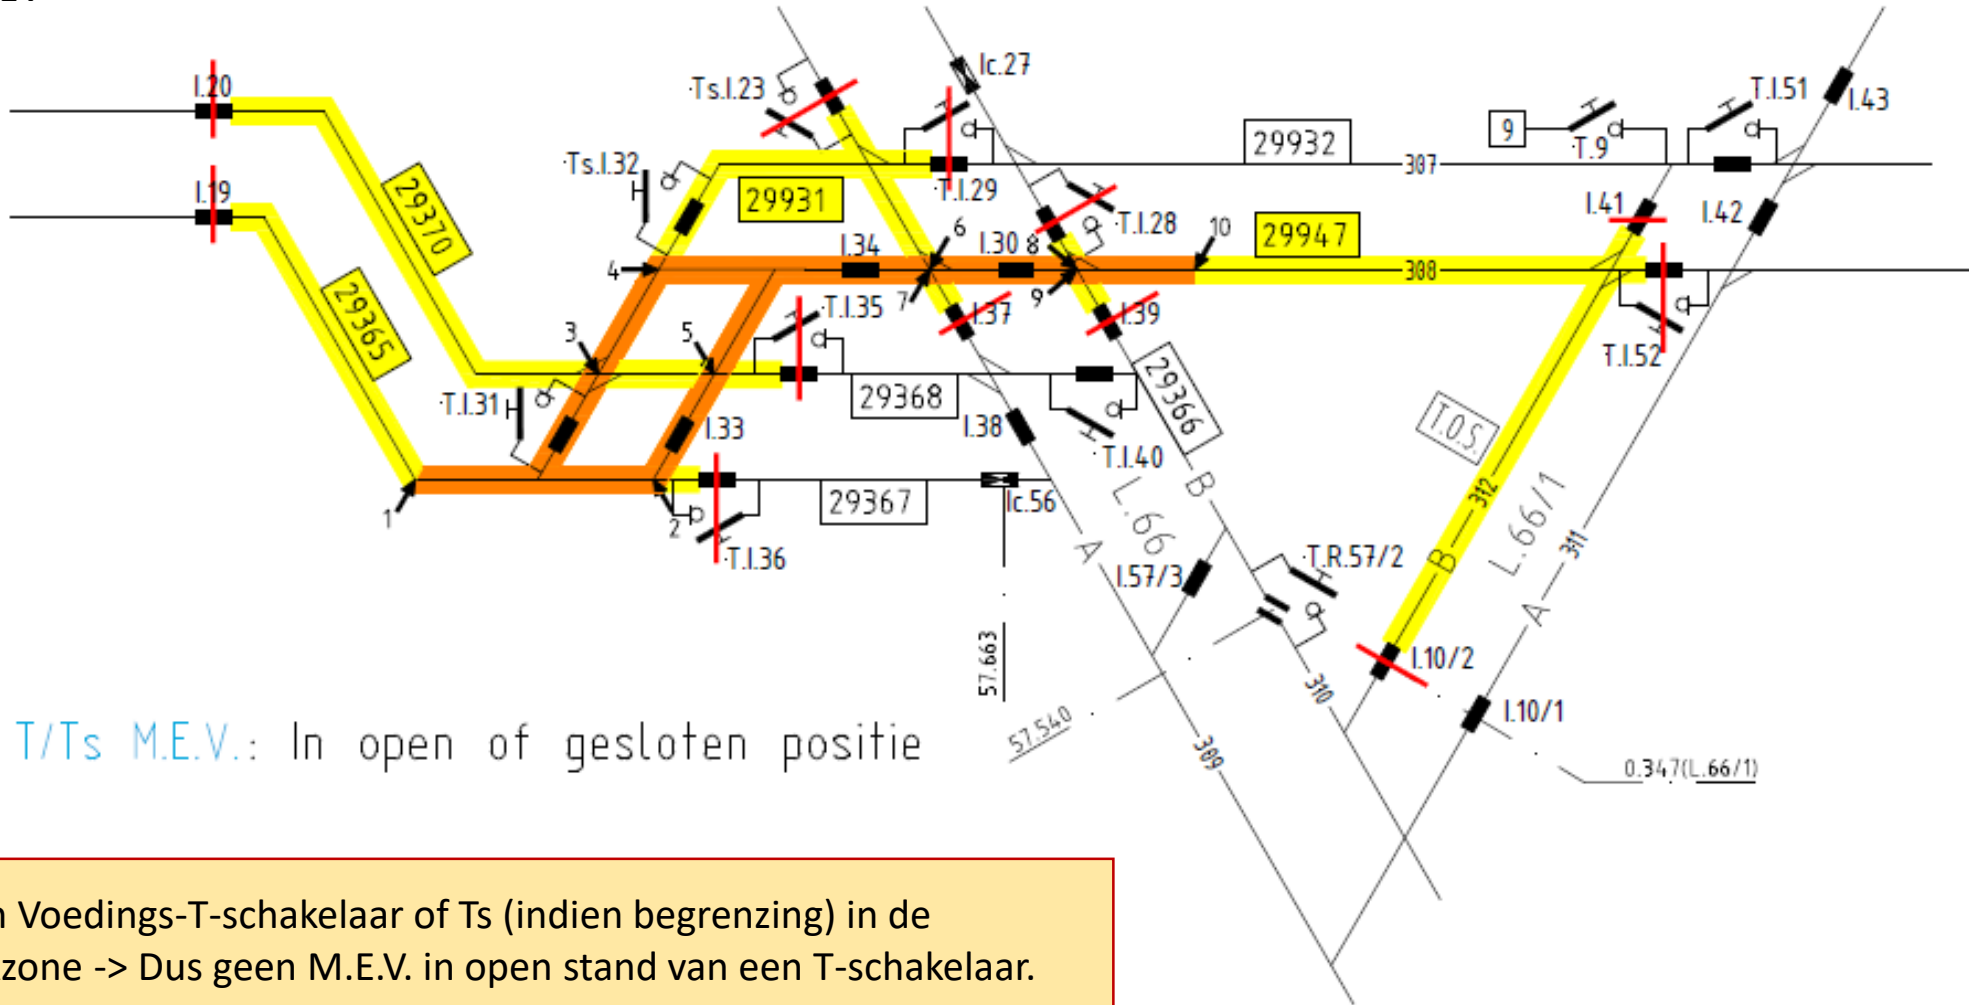 I.20
I.19
29370
29365
Ts.I.23
Ts.I.32
29931
T.I.29
Ic.27
29932
307
9
T.9
T.I.51
I.43
T.I.28
10
29947
I.41
I.42
4
I.34
6
I.30
8
308
7
9
I.37
I.39
T.I.52
3
5
T.I.35
T.I.31
I.33
29368
I.38
T.I.40
29366
T.O.S.
1
2
T.I.36
29367
Ic.56
L.66
A
B
I.57/3
T.R.57/2
312
B
L.66/1
311
A
57.663
57.540
309
310
I.10/2
I.10/1
0.347(L.66/1)
T/Ts M.E.V.: In open of gesloten positie
n Voedings-T-schakelaar of Ts (indien begrenzing) in de
zone -> Dus geen M.E.V. in open stand van een T-schakelaar.